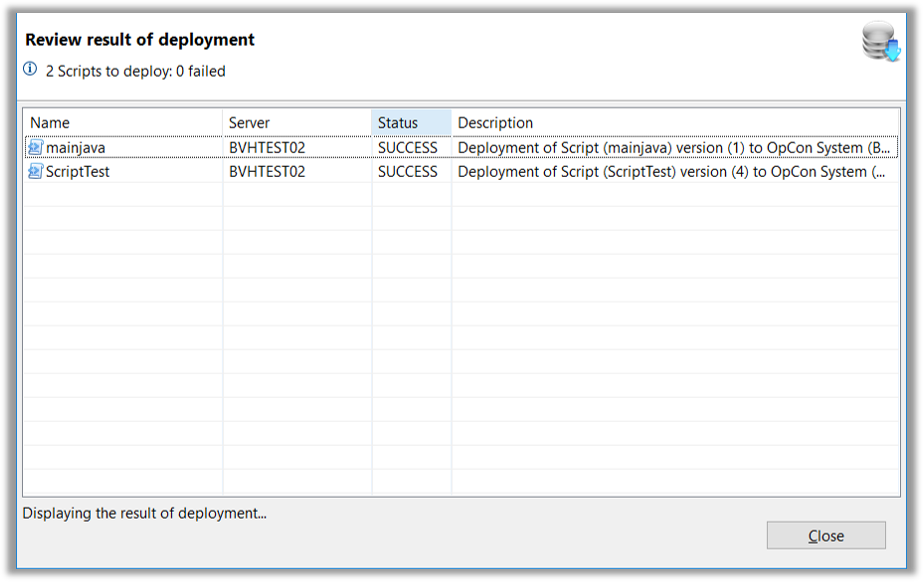 Review result of deployment
2 Scripts to deploy: 0 failed
Name Server Status Description
mainjava BVHTEST02 SUCCESS Deployment of Script (mainjava) version (1) to OpCon System (B...
ScriptTest BVHTEST02 SUCCESS Deployment of Script (ScriptTest) version (4) to OpCon System (...
Displaying the result of deployment...
Close